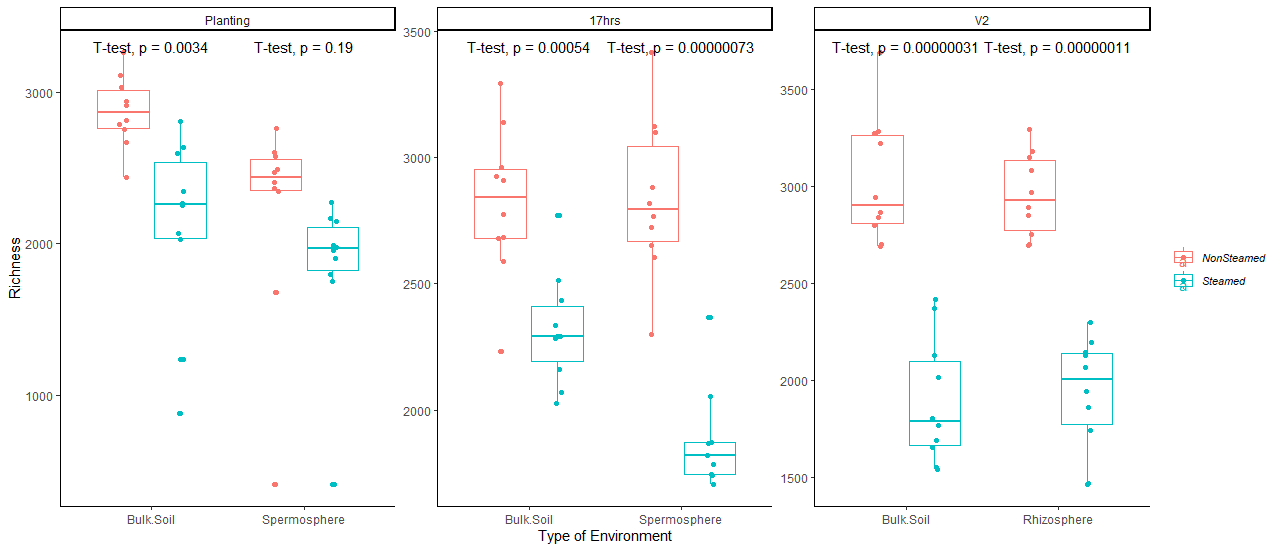 Planting
17hrs
V2
T-test, p = 0.0034
T-test, p = 0.19
T-test, p = 0.00054
T-test, p = 0.00000073
T-test, p = 0.00000031
T-test, p = 0.00000011
Richness
3000
2000
1000
3500
3000
2500
2000
3500
3000
2500
2000
1500
Bulk.Soil
Spermosphere
Bulk.Soil
Spermosphere
Bulk.Soil
Rhizosphere
Type of Environment
a NonSteamed
a Steamed